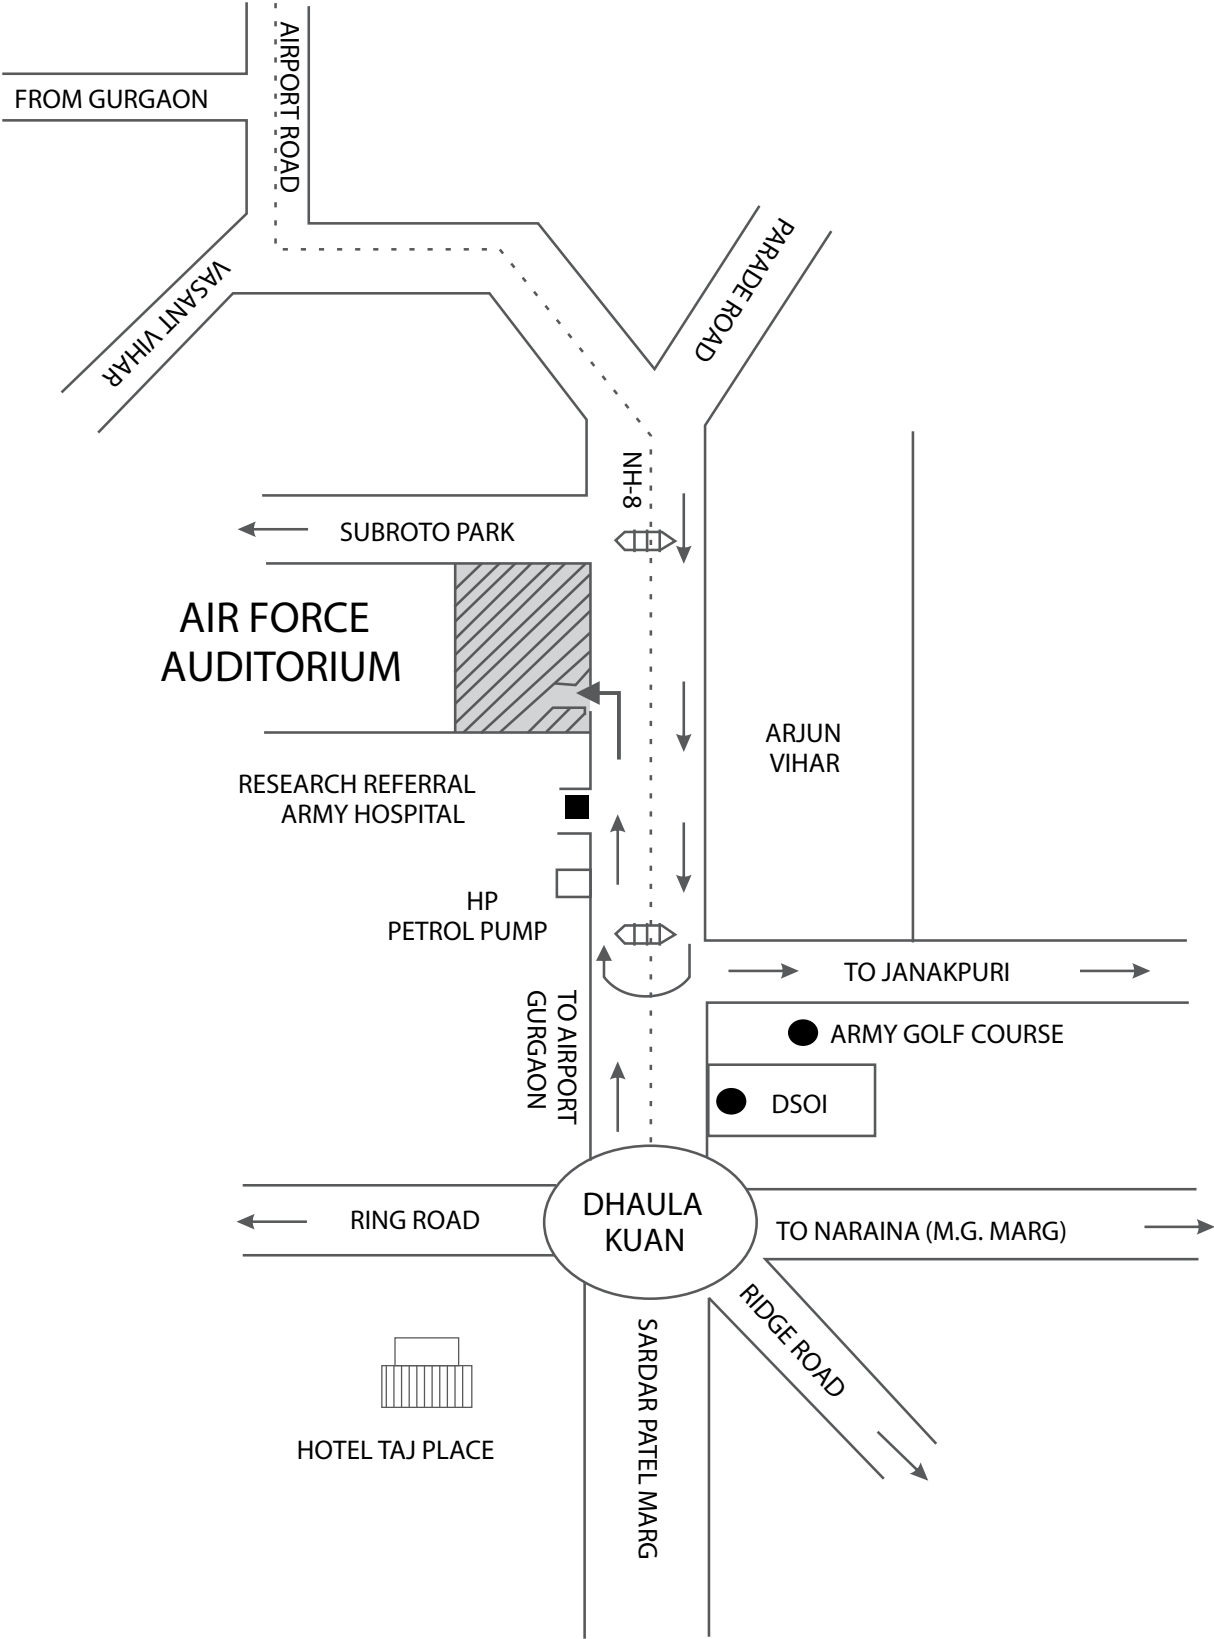 AIRPORT ROAD
FROM GURGAON
VASANT VIHAR
PARADE ROAD
NH-8
SUBROTO PARK
AIR FORCE
AUDITORIUM
ARJUN
VIHAR
RESEARCH REFERRAL
ARMY HOSPITAL
HP
PETROL PUMP
TO JANAKPURI
TO AIRPORT
GURGAON
ARMY GOLF COURSE
DSOI
DHAULA
KUAN
RING ROAD
TO NARAINA (M.G. MARG)
RIDGE ROAD
SARDAR PATEL MARG
HOTEL TAJ PLACE